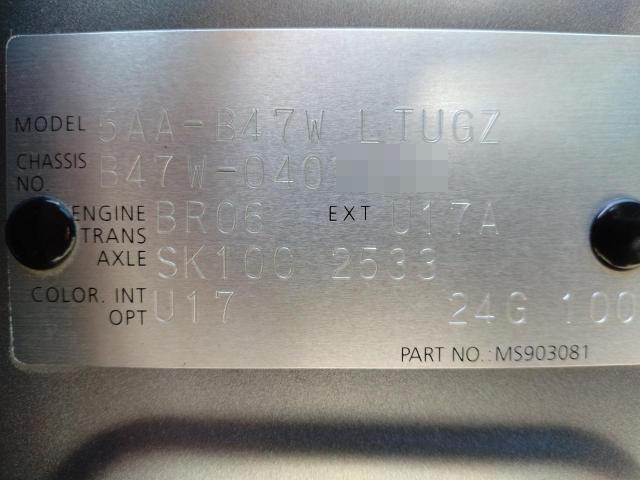 MODEL 5AA-B47W LTUGZ
CHASSIS NO. B47W-040
ENGINE BR06 EXT U17A
TRANS
AXLE SK10C 2533
COLOR. INT U17 24G 100
OPT
PART NO.:MS903081